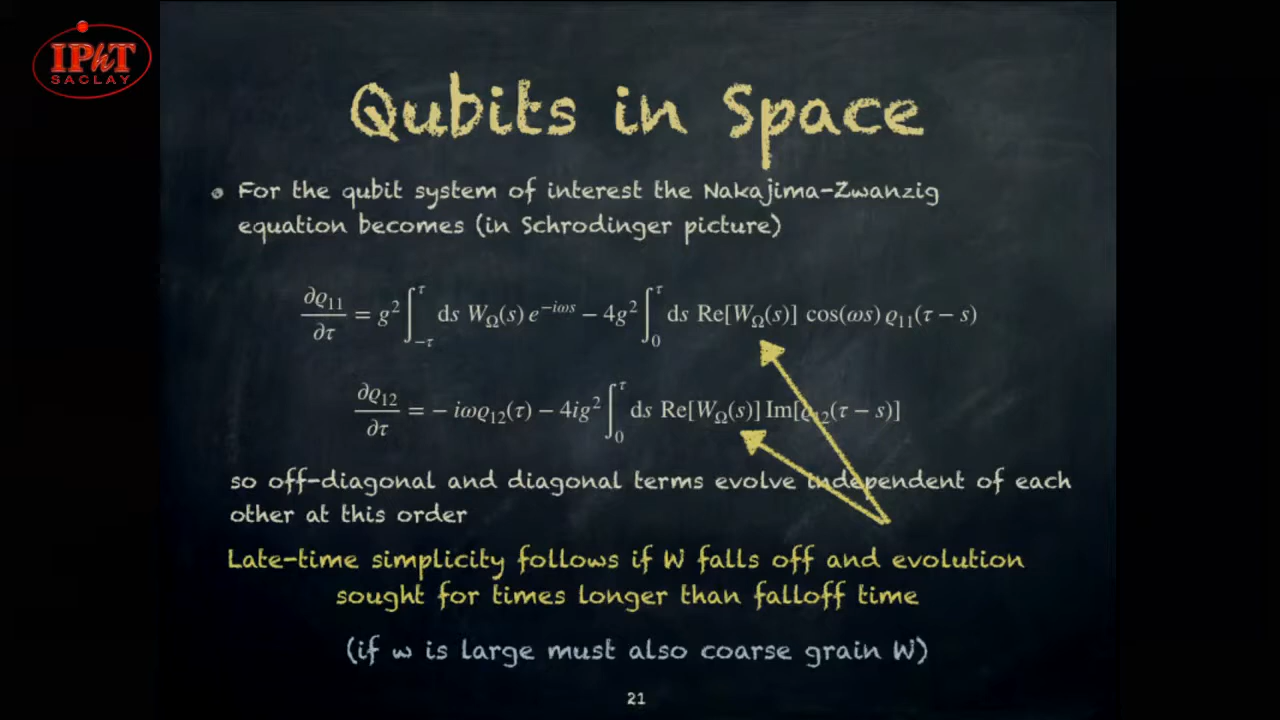 IPhT
SACLAY
Qubits in Space
• For the qubit system of interest the Nakajima-Zwanzig
equation becomes (in Schrodinger picture)
∂ϱ₁₁/∂τ = g² ∫_{-τ}^{τ} ds W_Ω(s) e^{-iωs} − 4g² ∫_0^τ ds Re[W_Ω(s)] cos(ωs) ϱ₁₁(τ − s)
∂ϱ₁₂/∂τ = − iωϱ₁₂(τ) − 4ig² ∫_0^τ ds Re[W_Ω(s)] Im[ϱ₁₂(τ − s)]
so off-diagonal and diagonal terms evolve independent of each
other at this order
Late-time simplicity follows if W falls off and evolution
sought for times longer than falloff time
(if ω is large must also coarse grain W)
21